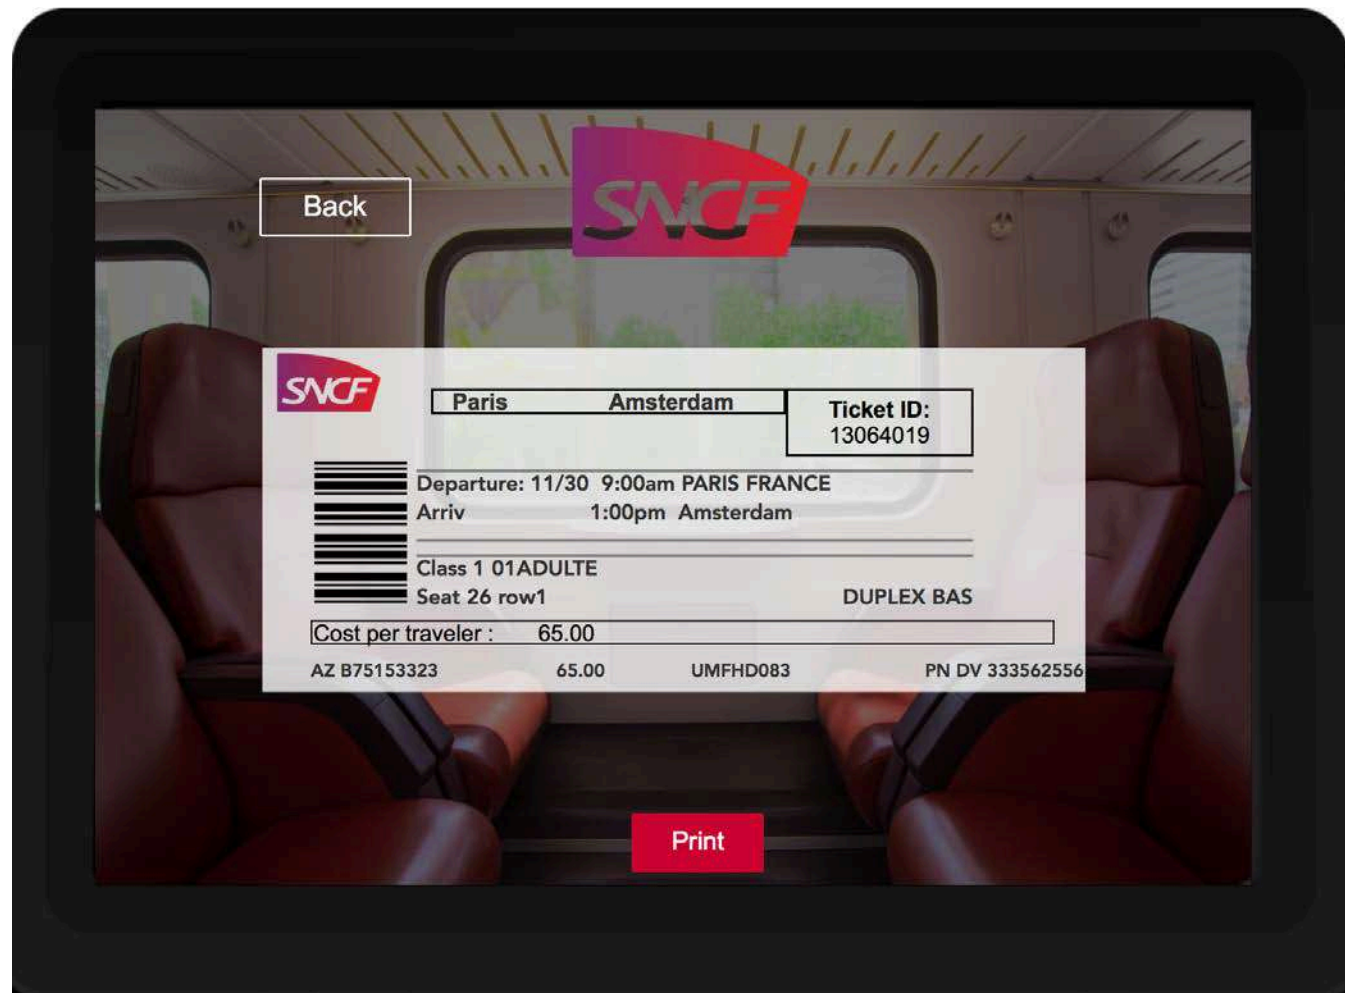 Back
SNCF
SNCF
Paris Amsterdam
Ticket ID:
13064019
Departure: 11/30 9:00am PARIS FRANCE
Arriv 1:00pm Amsterdam
Class 1 01ADULTE
Seat 26 row1 DUPLEX BAS
Cost per traveler : 65.00
AZ B75153323 65.00 UMFHD083 PN DV 333562556
Print